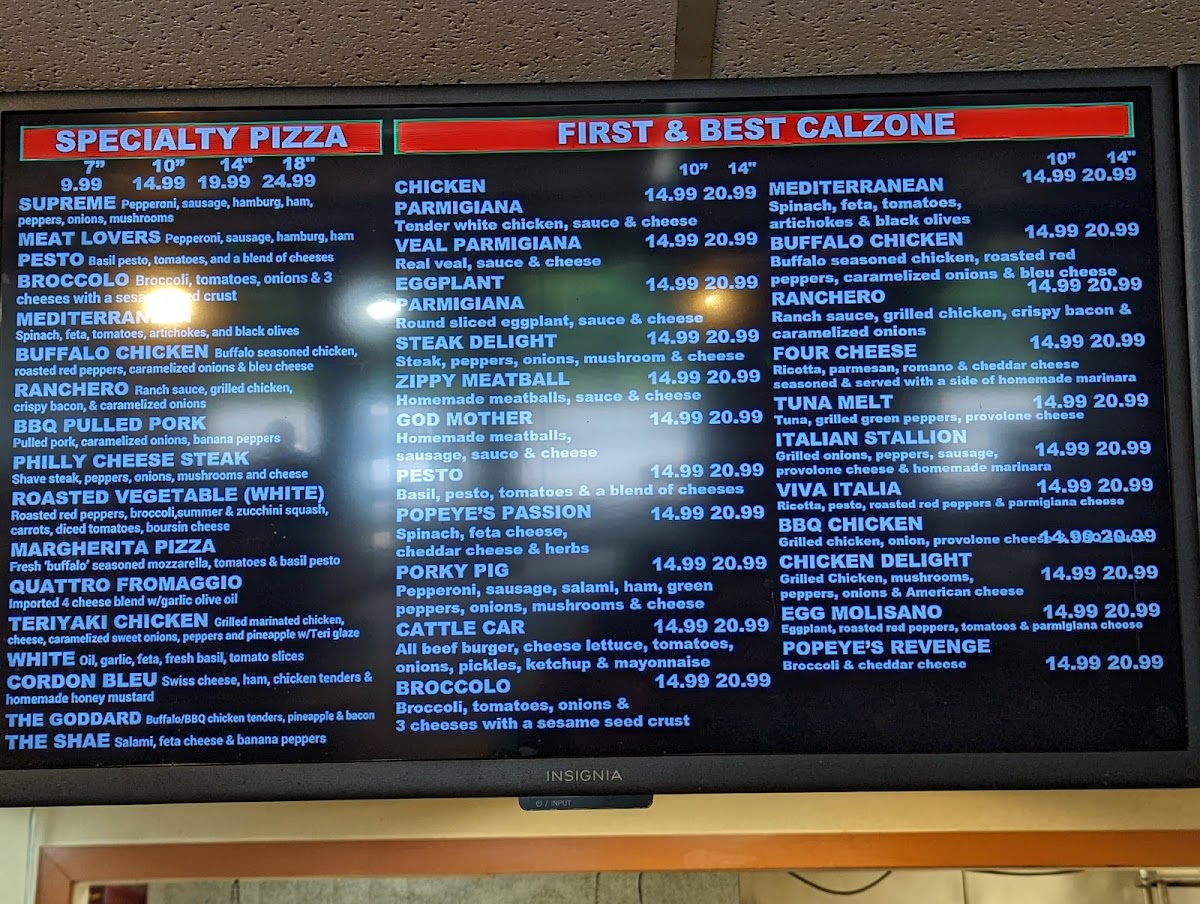 SPECIALTY PIZZA
7" 10" 14" 18"
9.99 14.99 19.99 24.99
SUPREME Pepperoni, sausage, hamburg, ham,
peppers, onions, mushrooms
MEAT LOVERS Pepperoni, sausage, hamburg, ham
PESTO Basil pesto, tomatoes, and a blend of cheeses
BROCCOLO Broccoli, tomatoes, onions & 3
cheeses with a sesame seed crust
MEDITERRANEAN
Spinach, feta, tomatoes, artichokes, and black olives
BUFFALO CHICKEN Buffalo seasoned chicken,
roasted red peppers, caramelized onions & bleu cheese
RANCHERO Ranch sauce, grilled chicken,
crispy bacon, & caramelized onions
BBQ PULLED PORK
Pulled pork, caramelized onions, banana peppers
PHILLY CHEESE STEAK
Shave steak, peppers, onions, mushrooms and cheese
ROASTED VEGETABLE (WHITE)
Roasted red peppers, broccoli,summer & zucchini squash,
carrots, diced tomatoes, boursin cheese
MARGHERITA PIZZA
Fresh 'buffalo' seasoned mozzarella, tomatoes & basil pesto
QUATTRO FROMAGGIO
Imported 4 cheese blend w/garlic olive oil
TERIYAKI CHICKEN Grilled marinated chicken,
cheese, caramelized sweet onions, peppers and pineapple w/Teri glaze
WHITE Oil, garlic, feta, fresh basil, tomato slices
CORDON BLEU Swiss cheese, ham, chicken tenders &
homemade honey mustard
THE GODDARD Buffalo/BBQ chicken tenders, pineapple & bacon
THE SHAE Salami, feta cheese & banana peppers
FIRST & BEST CALZONE
10" 14"
CHICKEN 14.99 20.99
PARMIGIANA
Tender white chicken, sauce & cheese
VEAL PARMIGIANA 14.99 20.99
Real veal, sauce & cheese
EGGPLANT 14.99 20.99
PARMIGIANA
Round sliced eggplant, sauce & cheese
STEAK DELIGHT 14.99 20.99
Steak, peppers, onions, mushroom & cheese
ZIPPY MEATBALL 14.99 20.99
Homemade meatballs, sauce & cheese
GOD MOTHER 14.99 20.99
Homemade meatballs,
sausage, sauce & cheese
PESTO 14.99 20.99
Basil, pesto, tomatoes & a blend of cheeses
POPEYE'S PASSION 14.99 20.99
Spinach, feta cheese,
cheddar cheese & herbs
PORKY PIG 14.99 20.99
Pepperoni, sausage, salami, ham, green
peppers, onions, mushrooms & cheese
CATTLE CAR 14.99 20.99
All beef burger, cheese lettuce, tomatoes,
onions, pickles, ketchup & mayonnaise
BROCCOLO 14.99 20.99
Broccoli, tomatoes, onions &
3 cheeses with a sesame seed crust
10" 14"
MEDITERRANEAN 14.99 20.99
Spinach, feta, tomatoes,
artichokes & black olives
BUFFALO CHICKEN 14.99 20.99
Buffalo seasoned chicken, roasted red
peppers, caramelized onions & bleu cheese
RANCHERO 14.99 20.99
Ranch sauce, grilled chicken, crispy bacon &
caramelized onions
FOUR CHEESE 14.99 20.99
Ricotta, parmesan, romano & cheddar cheese
seasoned & served with a side of homemade marinara
TUNA MELT 14.99 20.99
Tuna, grilled green peppers, provolone cheese
ITALIAN STALLION 14.99 20.99
Grilled onions, peppers, sausage,
provolone cheese & homemade marinara
VIVA ITALIA 14.99 20.99
Ricotta, pesto, roasted red peppers & parmigiana cheese
BBQ CHICKEN 14.99 20.99
Grilled chicken, onion, provolone cheese
CHICKEN DELIGHT 14.99 20.99
Grilled Chicken, mushrooms,
peppers, onions & American cheese
EGG MOLISANO 14.99 20.99
Eggplant, roasted red peppers, tomatoes & parmigiana cheese
POPEYE'S REVENGE 14.99 20.99
Broccoli & cheddar cheese
INSIGNIA
/ INPUT